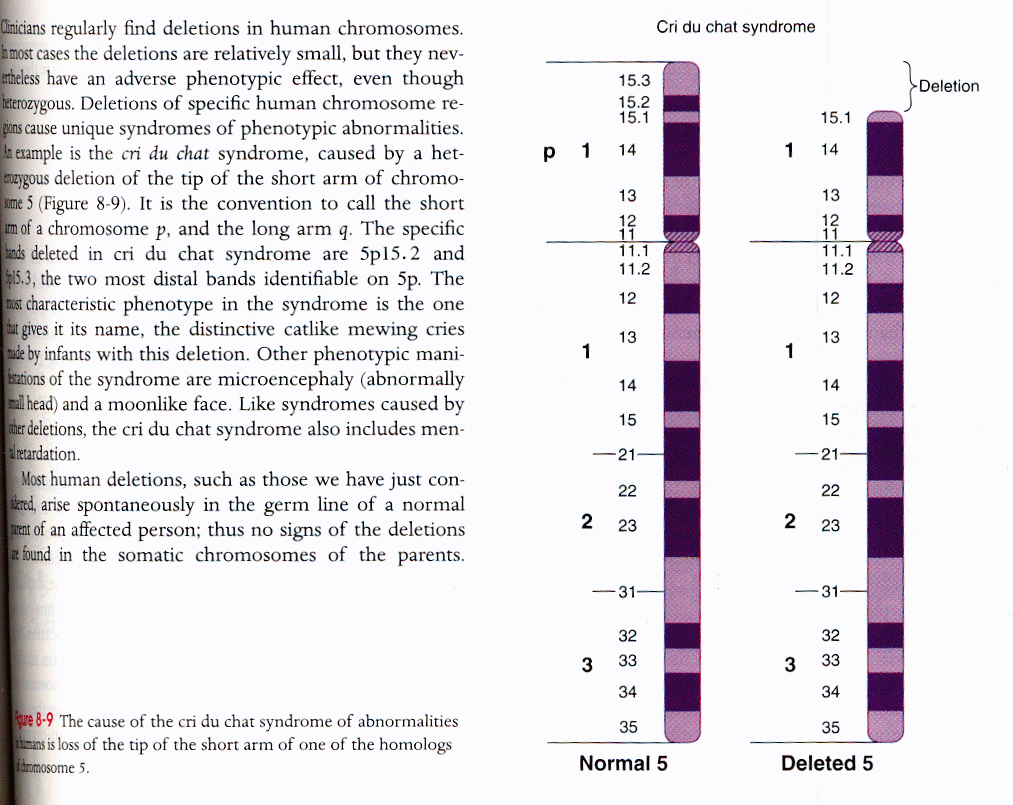 Clinicians regularly find deletions in human chromosomes.
In most cases the deletions are relatively small, but they nev-
ertheless have an adverse phenotypic effect, even though
heterozygous. Deletions of specific human chromosome re-
gions cause unique syndromes of phenotypic abnormalities.
An example is the cri du chat syndrome, caused by a het-
erozygous deletion of the tip of the short arm of chromo-
some 5 (Figure 8-9). It is the convention to call the short
arm of a chromosome p, and the long arm q. The specific
bands deleted in cri du chat syndrome are 5p15.2 and
5p15.3, the two most distal bands identifiable on 5p. The
most characteristic phenotype in the syndrome is the one
that gives it its name, the distinctive catlike mewing cries
made by infants with this deletion. Other phenotypic mani-
festations of the syndrome are microencephaly (abnormally
small head) and a moonlike face. Like syndromes caused by
other deletions, the cri du chat syndrome also includes men-
tal retardation.
Most human deletions, such as those we have just con-
sidered, arise spontaneously in the germ line of a normal
parent of an affected person; thus no signs of the deletions
are found in the somatic chromosomes of the parents.
Figure 8-9 The cause of the cri du chat syndrome of abnormalities
in humans is loss of the tip of the short arm of one of the homologs
of chromosome 5.
Cri du chat syndrome
15.3
15.2
15.1
p 1 14
13
12
11
11.1
11.2
12
13
1
14
15
21
22
2 23
31
32
3 33
34
35
Normal 5
Deletion
15.1
1 14
13
12
11
11.1
11.2
12
13
1
14
15
21
22
2 23
31
32
3 33
34
35
Deleted 5